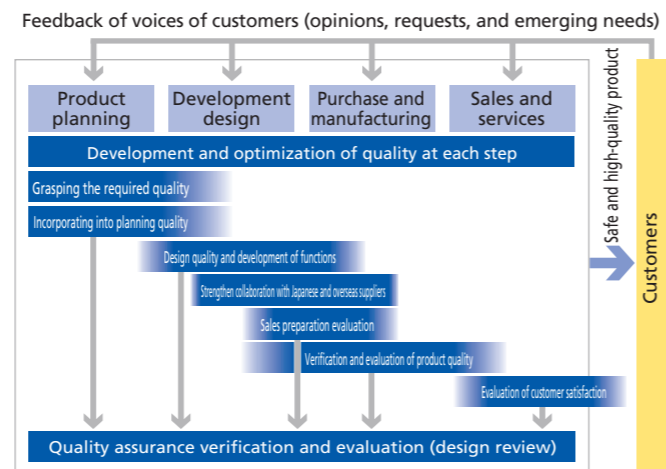 Feedback of voices of customers (opinions, requests, and emerging needs)
Product
planning
Development
design
Purchase and
manufacturing
Sales and
services
Development and optimization of quality at each step
Grasping the required quality
Incorporating into planning quality
Design quality and development of functions
Strengthen collaboration with Japanese and overseas suppliers
Sales preparation evaluation
Verification and evaluation of product quality
Evaluation of customer satisfaction
Quality assurance verification and evaluation (design review)
Safe and high-quality product
Customers